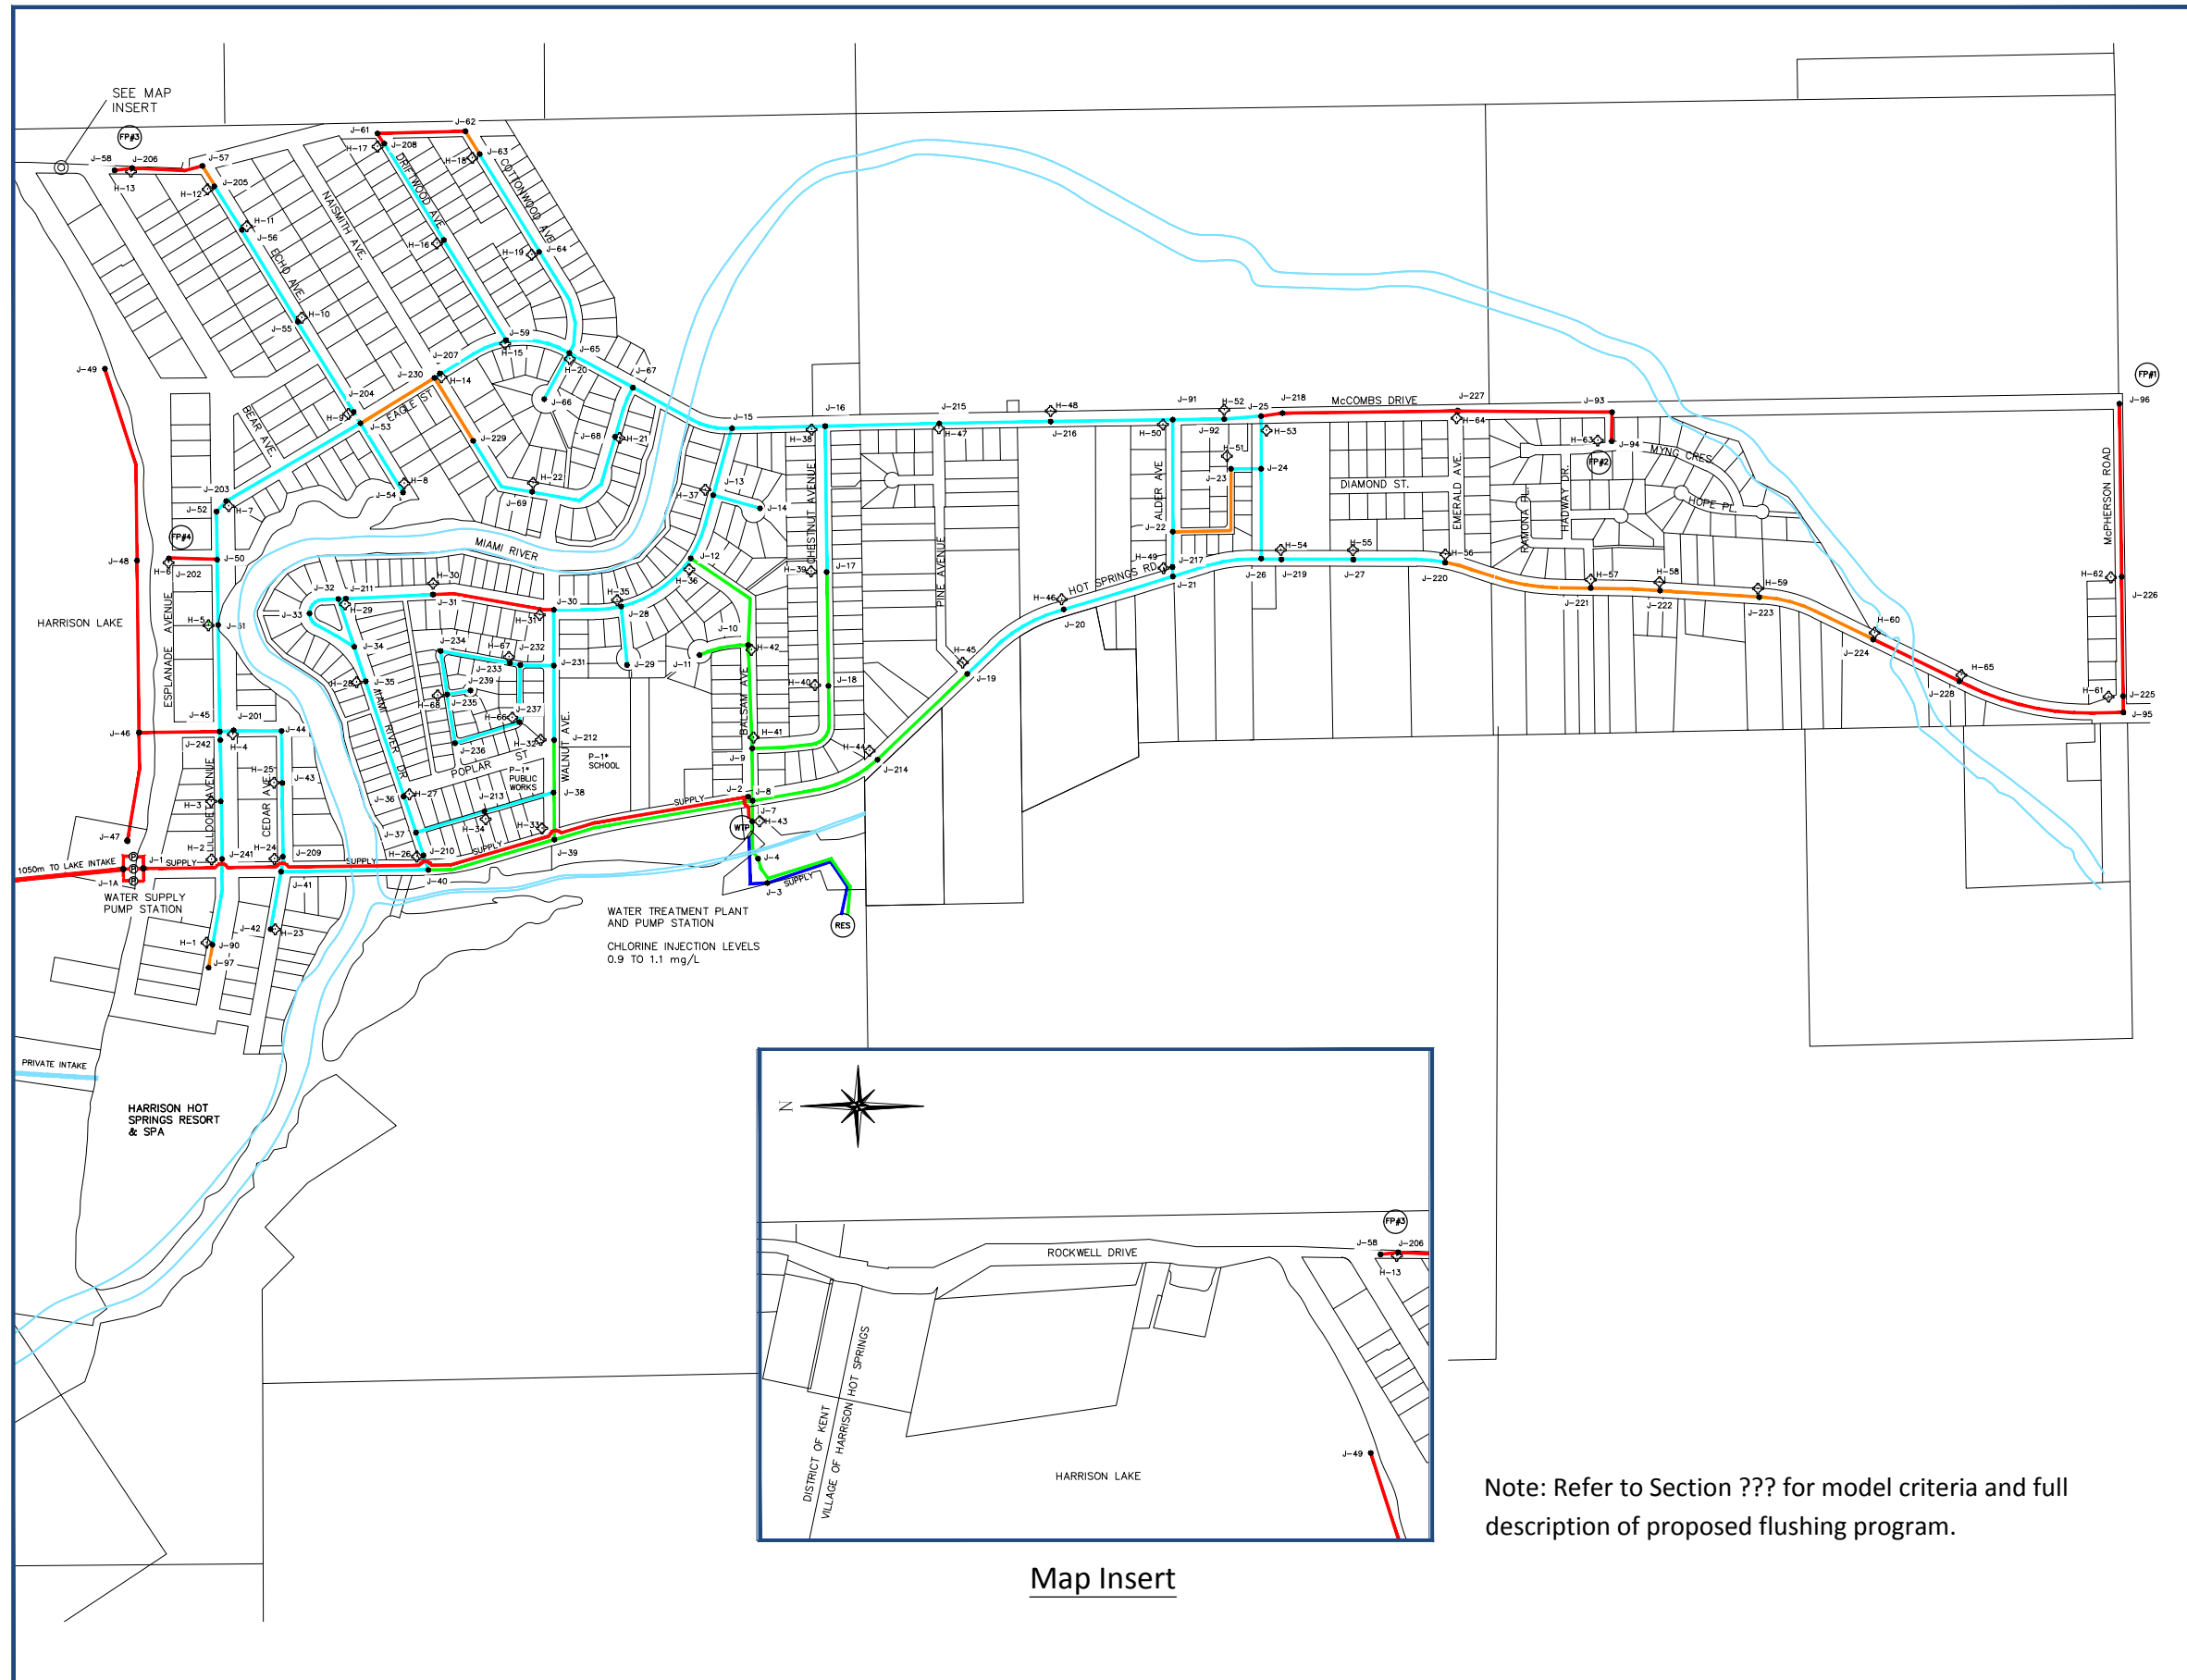 SEE MAP
INSERT
FP#3
J-58
J-206
J-57
H-13
H-12
J-205
H-11
J-56
ECHO AVE.
NAISMITH AVE.
J-61
H-17
J-208
DRIFTWOOD AVE
J-62
J-63
H-18
COTTONWOOD AVE
H-16
H-19
J-64
H-10
J-55
J-59
H-15
J-207
J-230
H-14
J-65
H-20
J-66
J-67
J-49
J-204
H-9
J-53
EAGLE ST
BEAR AVE.
J-229
J-68
H-21
H-22
J-69
H-8
J-54
J-203
H-7
J-52
FP#4
H-6
J-202
J-50
J-48
MIAMI RIVER
HARRISON LAKE
ESPLANADE AVENUE
H-5
J-51
J-15
J-16
H-38
J-215
H-47
H-48
J-216
J-91
H-50
J-92
H-52
J-25
J-218
McCOMBS DRIVE
J-227
H-64
J-93
H-63
J-94
FP#2
MYNG CRES
HOPE PL.
FP#1
J-96
McPHERSON ROAD
H-53
H-51
J-24
J-23
ALDER AVE
J-22
DIAMOND ST.
EMERALD AVE.
RAMONA PL.
HADWAY DR.
H-37
J-13
J-14
CHESTNUT AVENUE
H-39
J-17
PINE AVENUE
J-12
H-36
H-49
J-217
J-21
HOT SPRINGS RD.
H-46
J-20
J-26
H-54
J-219
H-55
J-27
H-56
J-220
H-57
J-221
H-58
J-222
H-59
J-223
H-60
J-224
H-65
J-228
H-62
J-226
H-61
J-225
J-95
J-32
J-211
H-30
J-31
J-33
H-29
H-31
J-30
H-35
J-28
J-29
J-34
J-234
H-67
J-232
J-233
J-231
J-239
H-28
J-35
H-68
J-235
J-237
H-66
J-236
H-32
J-212
MIAMI RIVER DR
POPLAR ST
WALNUT AVE.
P-1*
SCHOOL
P-1*
PUBLIC
WORKS
J-10
J-11
H-42
BALSAM AVE
H-40
J-18
H-41
J-9
H-45
J-19
H-44
J-214
J-45
J-201
J-46
J-242
H-4
J-44
H-25
J-43
CEDAR AVE.
LILLOOET AVENUE
H-3
J-47
H-2
J-241
H-24
J-209
J-36
H-27
J-37
J-213
H-34
J-38
H-33
J-39
H-26
J-210
J-40
J-2
J-8
J-7
H-43
WTP
J-4
J-3
SUPPLY
SUPPLY
SUPPLY
SUPPLY
SUPPLY
RES
1050m TO LAKE INTAKE
P
J-1
J-1A
P
WATER SUPPLY
PUMP STATION
J-41
J-42
H-23
H-1
J-90
J-97
WATER TREATMENT PLANT
AND PUMP STATION
CHLORINE INJECTION LEVELS
0.9 TO 1.1 mg/L
PRIVATE INTAKE
HARRISON HOT
SPRINGS RESORT
& SPA
N
ROCKWELL DRIVE
FP#3
J-58
J-206
H-13
DISTRICT OF KENT
VILLAGE OF HARRISON HOT SPRINGS
HARRISON LAKE
J-49
Map Insert
Note: Refer to Section ??? for model criteria and full
description of proposed flushing program.